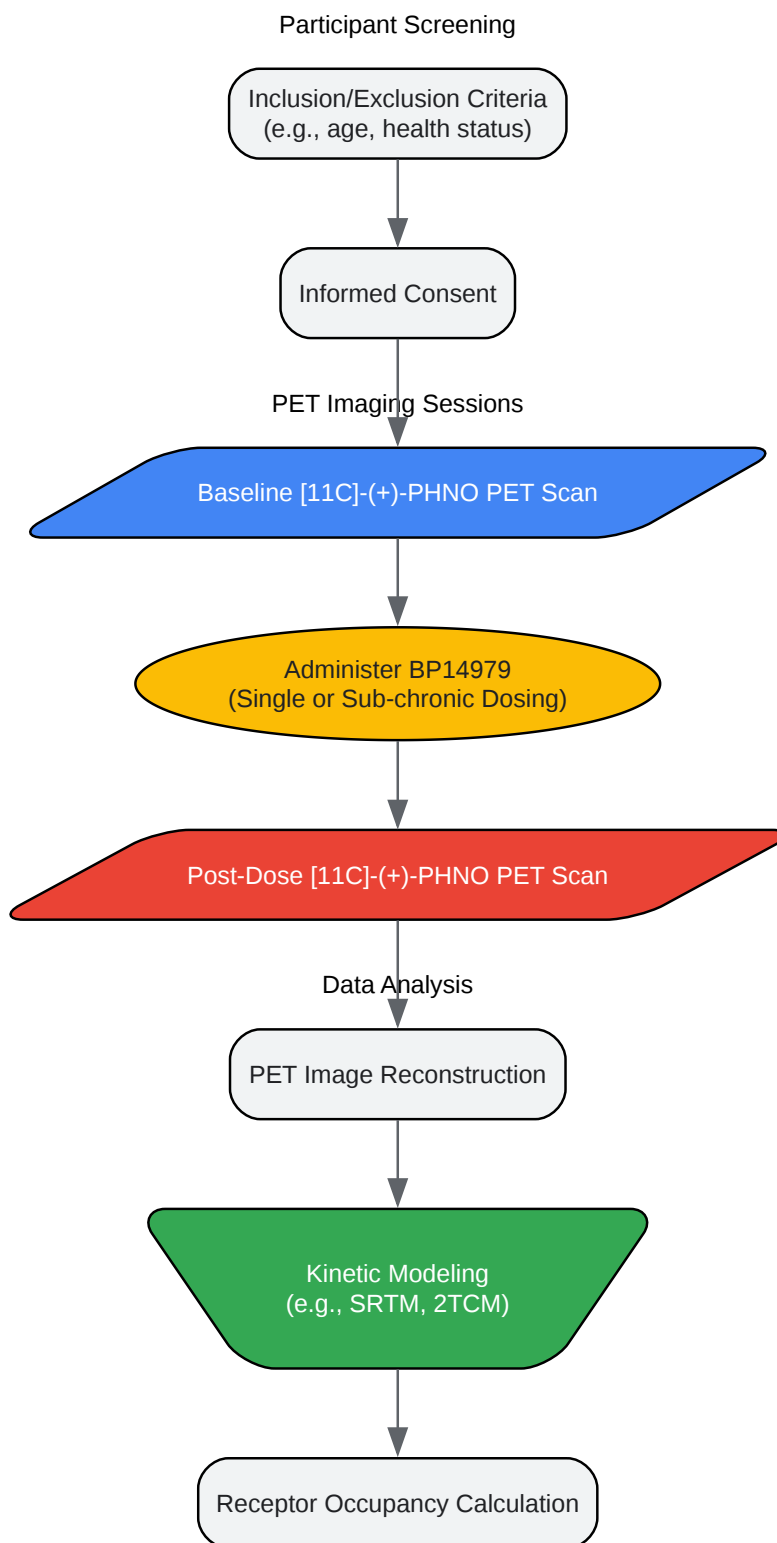 Participant Screening
Inclusion/Exclusion Criteria
(e.g., age, health status)
Informed Consent
PET Imaging Sessions
Baseline [11C]-(+)-PHNO PET Scan
Administer BP14979
(Single or Sub-chronic Dosing)
Post-Dose [11C]-(+)-PHNO PET Scan
Data Analysis
PET Image Reconstruction
Kinetic Modeling
(e.g., SRTM, 2TCM)
Receptor Occupancy Calculation